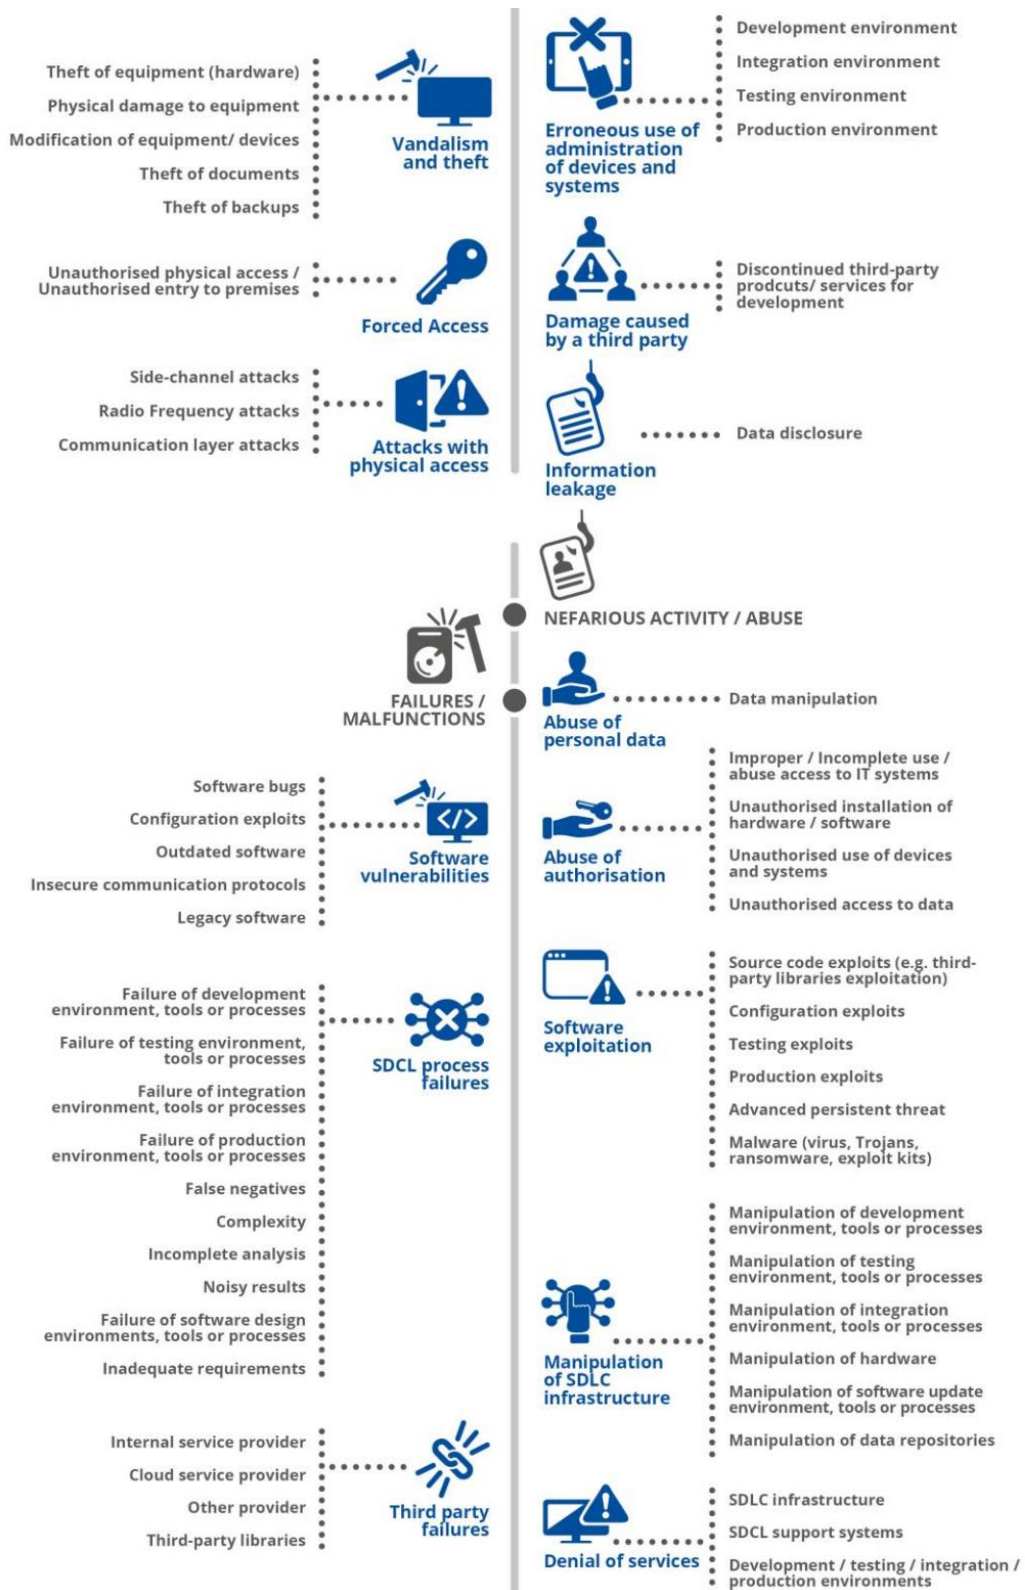 Theft of equipment (hardware)
Physical damage to equipment
Modification of equipment/ devices
Theft of documents
Theft of backups
Vandalism
and theft
Unauthorised physical access /
Unauthorised entry to premises
Forced Access
Side-channel attacks
Radio Frequency attacks
Communication layer attacks
Attacks with
physical access
Development environment
Integration environment
Testing environment
Production environment
Erroneous use of
administration
of devices and
systems
Discontinued third-party
prodcuts/ services for
development
Damage caused
by a third party
Data disclosure
Information
leakage
FAILURES /
MALFUNCTIONS
Software bugs
Configuration exploits
Outdated software
Insecure communication protocols
Legacy software
Software
vulnerabilities
Failure of development
environment, tools or processes
Failure of testing environment,
tools or processes
Failure of integration
environment, tools or processes
Failure of production
environment, tools or processes
False negatives
Complexity
Incomplete analysis
Noisy results
Failure of software design
environments, tools or processes
Inadequate requirements
SDCL process
failures
Internal service provider
Cloud service provider
Other provider
Third-party libraries
Third party
failures
NEFARIOUS ACTIVITY / ABUSE
Data manipulation
Abuse of
personal data
Improper / Incomplete use /
abuse access to IT systems
Unauthorised installation of
hardware / software
Unauthorised use of devices
and systems
Unauthorised access to data
Abuse of
authorisation
Source code exploits (e.g. third-
party libraries exploitation)
Configuration exploits
Testing exploits
Production exploits
Advanced persistent threat
Malware (virus, Trojans,
ransomware, exploit kits)
Software
exploitation
Manipulation of development
environment, tools or processes
Manipulation of testing
environment, tools or processes
Manipulation of integration
environment, tools or processes
Manipulation of hardware
Manipulation of software update
environment, tools or processes
Manipulation of data repositories
Manipulation
of SDLC
infrastructure
SDLC infrastructure
SDCL support systems
Development / testing / integration /
production environments
Denial of services